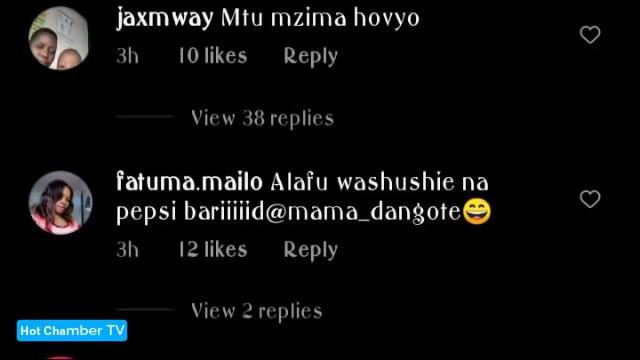 jaxmway Mtu mzima hovyo
3h 10 likes Reply
View 38 replies
fatuma.mailo Alafu washushie na
pepsi bariiiiid@mama_dangote😄
3h 12 likes Reply
View 2 replies
Hot Chamber TV